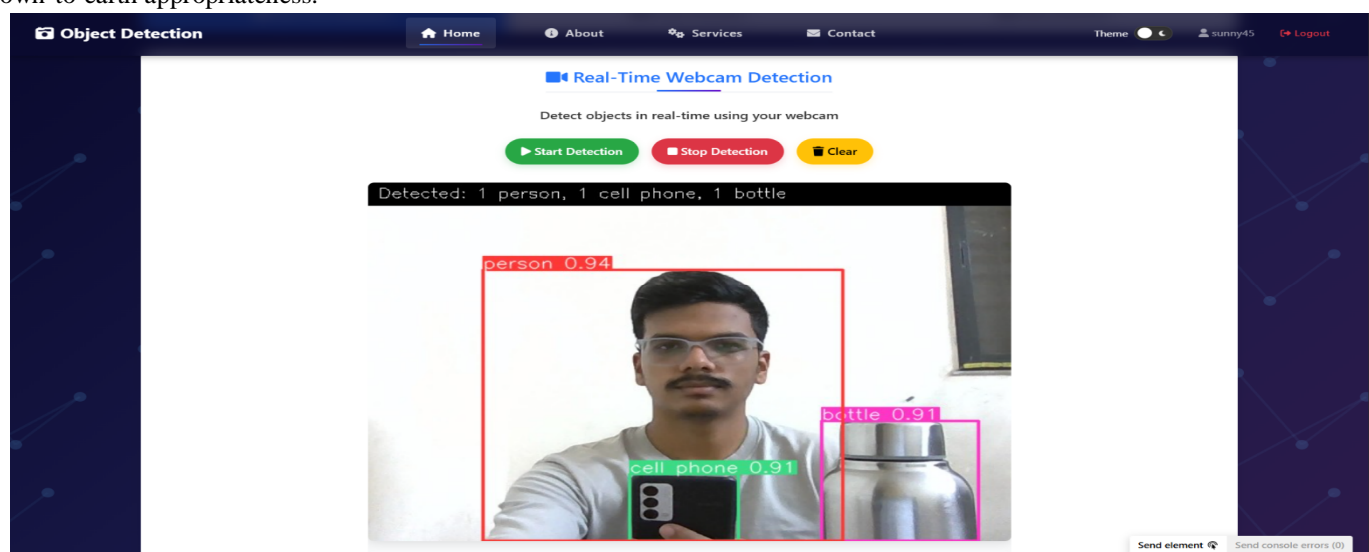 own-to-earth appropriateness.
Object Detection Home About Services Contact Theme sunny45 Logout
Real-Time Webcam Detection
Detect objects in real-time using your webcam
Start Detection Stop Detection Clear
Detected: 1 person, 1 cell phone, 1 bottle
person 0.94
bottle 0.91
cell phone 0.91
Send element Send console errors (0)